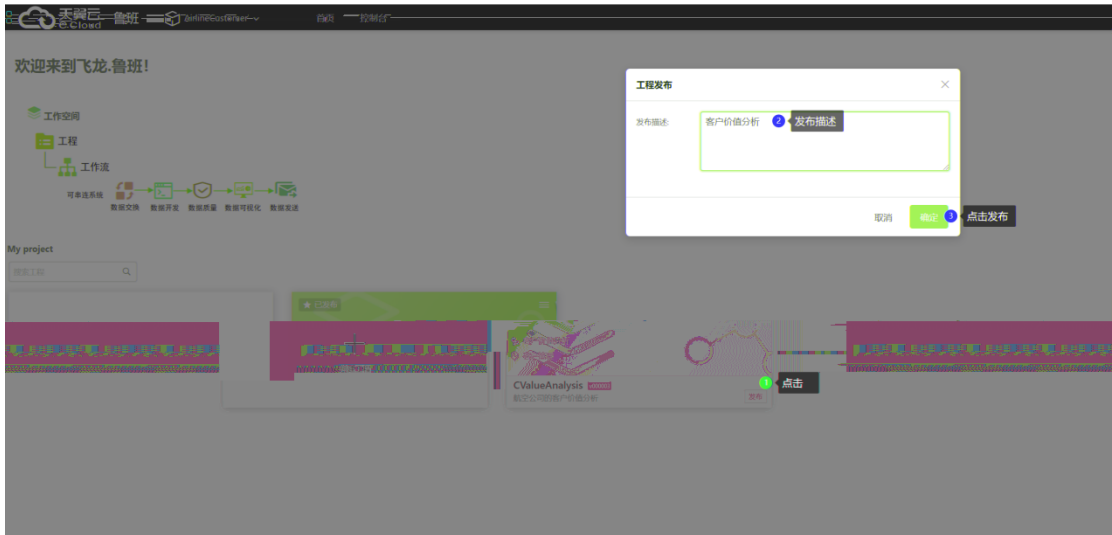 天翼云 鲁班
e Cloud
首页 控制台
欢迎来到飞龙.鲁班!
工作空间
工程
工作流
可串连系统
数据交换 数据开发 数据质量 数据可视化 数据发送
My project
搜索工程
已发布
工程发布
发布描述:
客户价值分析
2 发布描述
取消 确定 3 点击发布
CValueAnalysis
1 点击
航空公司的客户价值分析
发布